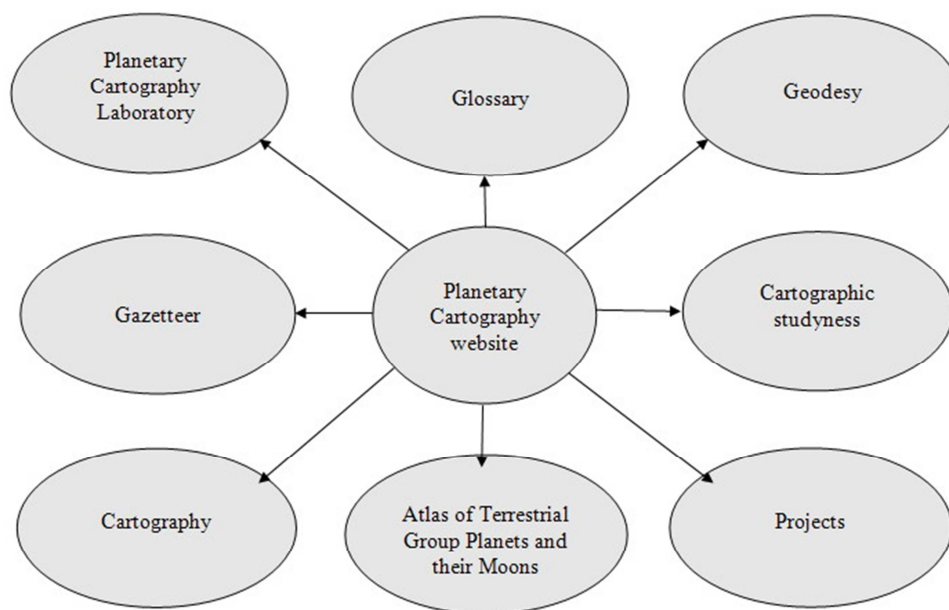 Planetary
Cartography
Laboratory
Glossary
Geodesy
Gazetteer
Planetary
Cartography
website
Cartographic
studyness
Cartography
Atlas of Terrestrial
Group Planets and
their Moons
Projects